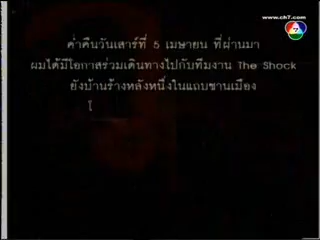 www.ch7.com
7
ค่ำคืนวันเสาร์ที่ 5 เมษายน ที่ผ่านมา
ผมได้มีโอกาสร่วมเดินทางไปกับทีมงาน The Shock
ยังบ้านร้างหลังหนึ่งในแถบชานเมือง
โ